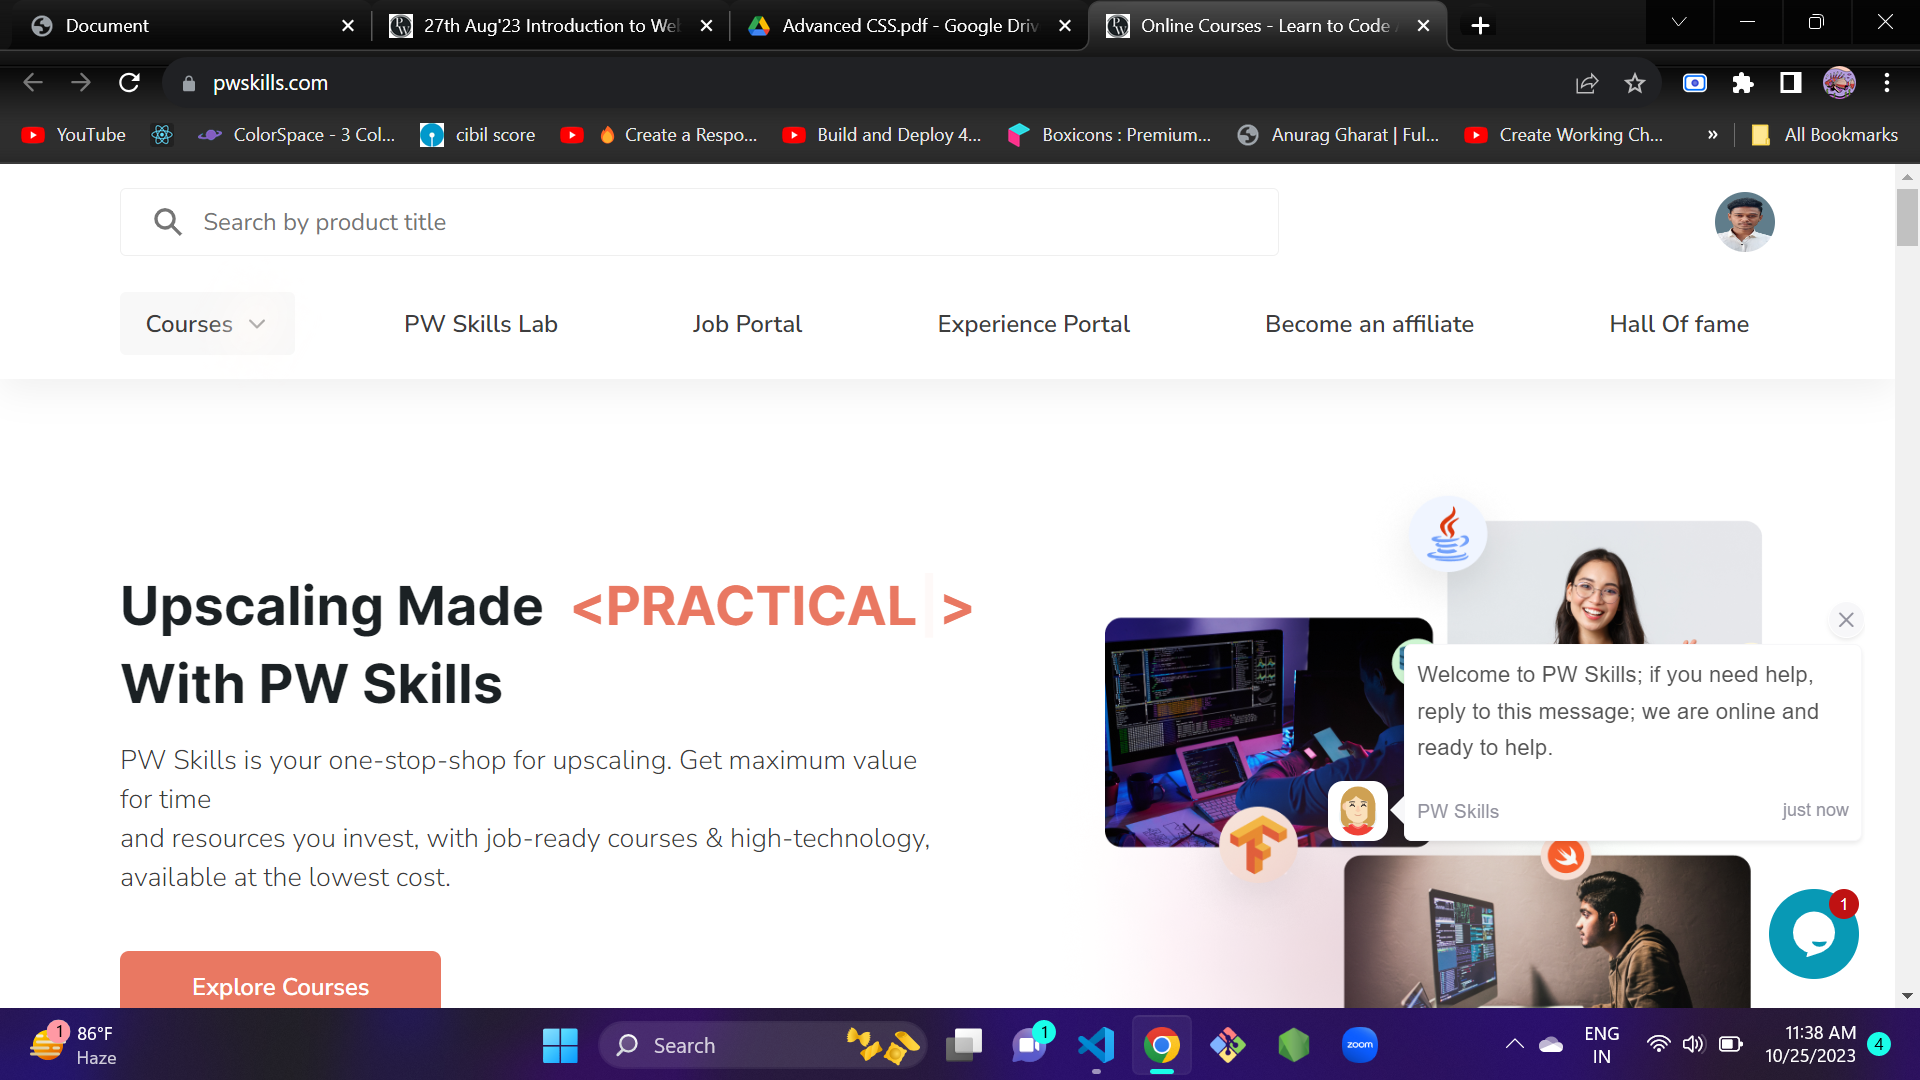 Document
27th Aug'23 Introduction to Web
Advanced CSS.pdf - Google Driv
Online Courses - Learn to Code
pwskills.com
YouTube
ColorSpace - 3 Col...
cibil score
Create a Respo...
Build and Deploy 4...
Boxicons : Premium...
Anurag Gharat | Ful...
Create Working Ch...
»
All Bookmarks
Search by product title
Courses
PW Skills Lab
Job Portal
Experience Portal
Become an affiliate
Hall Of fame
Upscaling Made <PRACTICAL >
With PW Skills
PW Skills is your one-stop-shop for upscaling. Get maximum value
for time
and resources you invest, with job-ready courses & high-technology,
available at the lowest cost.
Explore Courses
Welcome to PW Skills; if you need help,
reply to this message; we are online and
ready to help.
PW Skills
just now
1
1
86°F
Haze
Search
1
zoom
ENG
IN
11:38 AM
10/25/2023
4